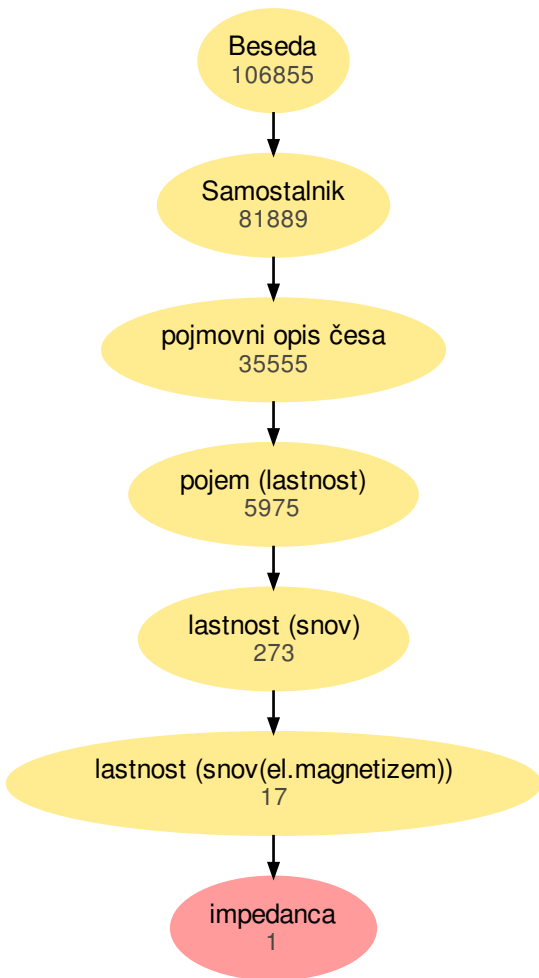 Beseda
106855
Samostalnik
81889
pojmovni opis česa
35555
pojem (lastnost)
5975
lastnost (snov)
273
lastnost (snov(el.magnetizem))
17
impedanca
1